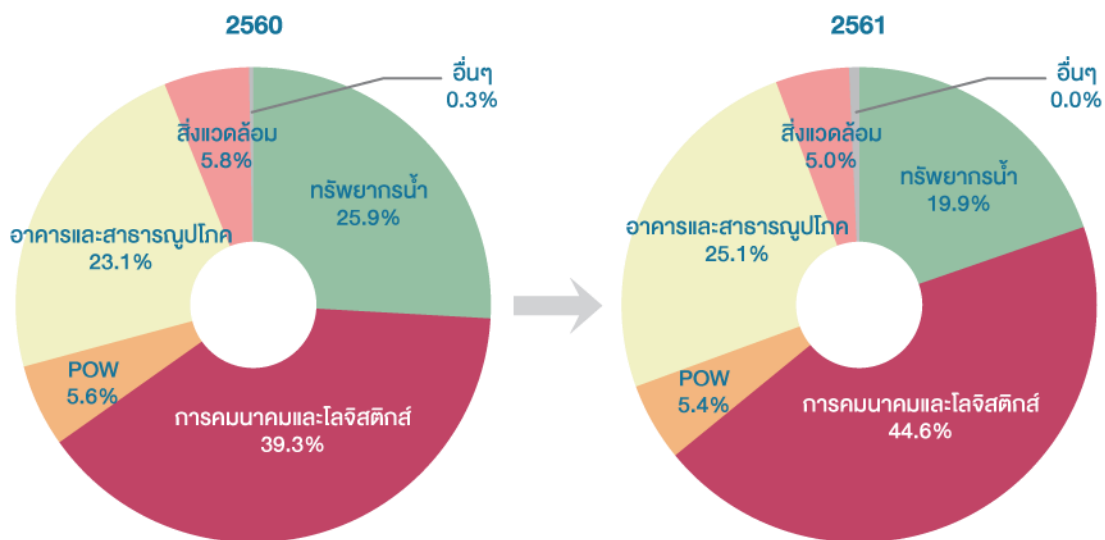 2560
อื่นๆ
0.3%
สิ่งแวดล้อม
5.8%
ทรัพยากรน้ำ
25.9%
อาคารและสาธารณูปโภค
23.1%
POW
5.6%
การคมนาคมและโลจิสติกส์
39.3%
2561
อื่นๆ
0.0%
สิ่งแวดล้อม
5.0%
ทรัพยากรน้ำ
19.9%
อาคารและสาธารณูปโภค
25.1%
POW
5.4%
การคมนาคมและโลจิสติกส์
44.6%